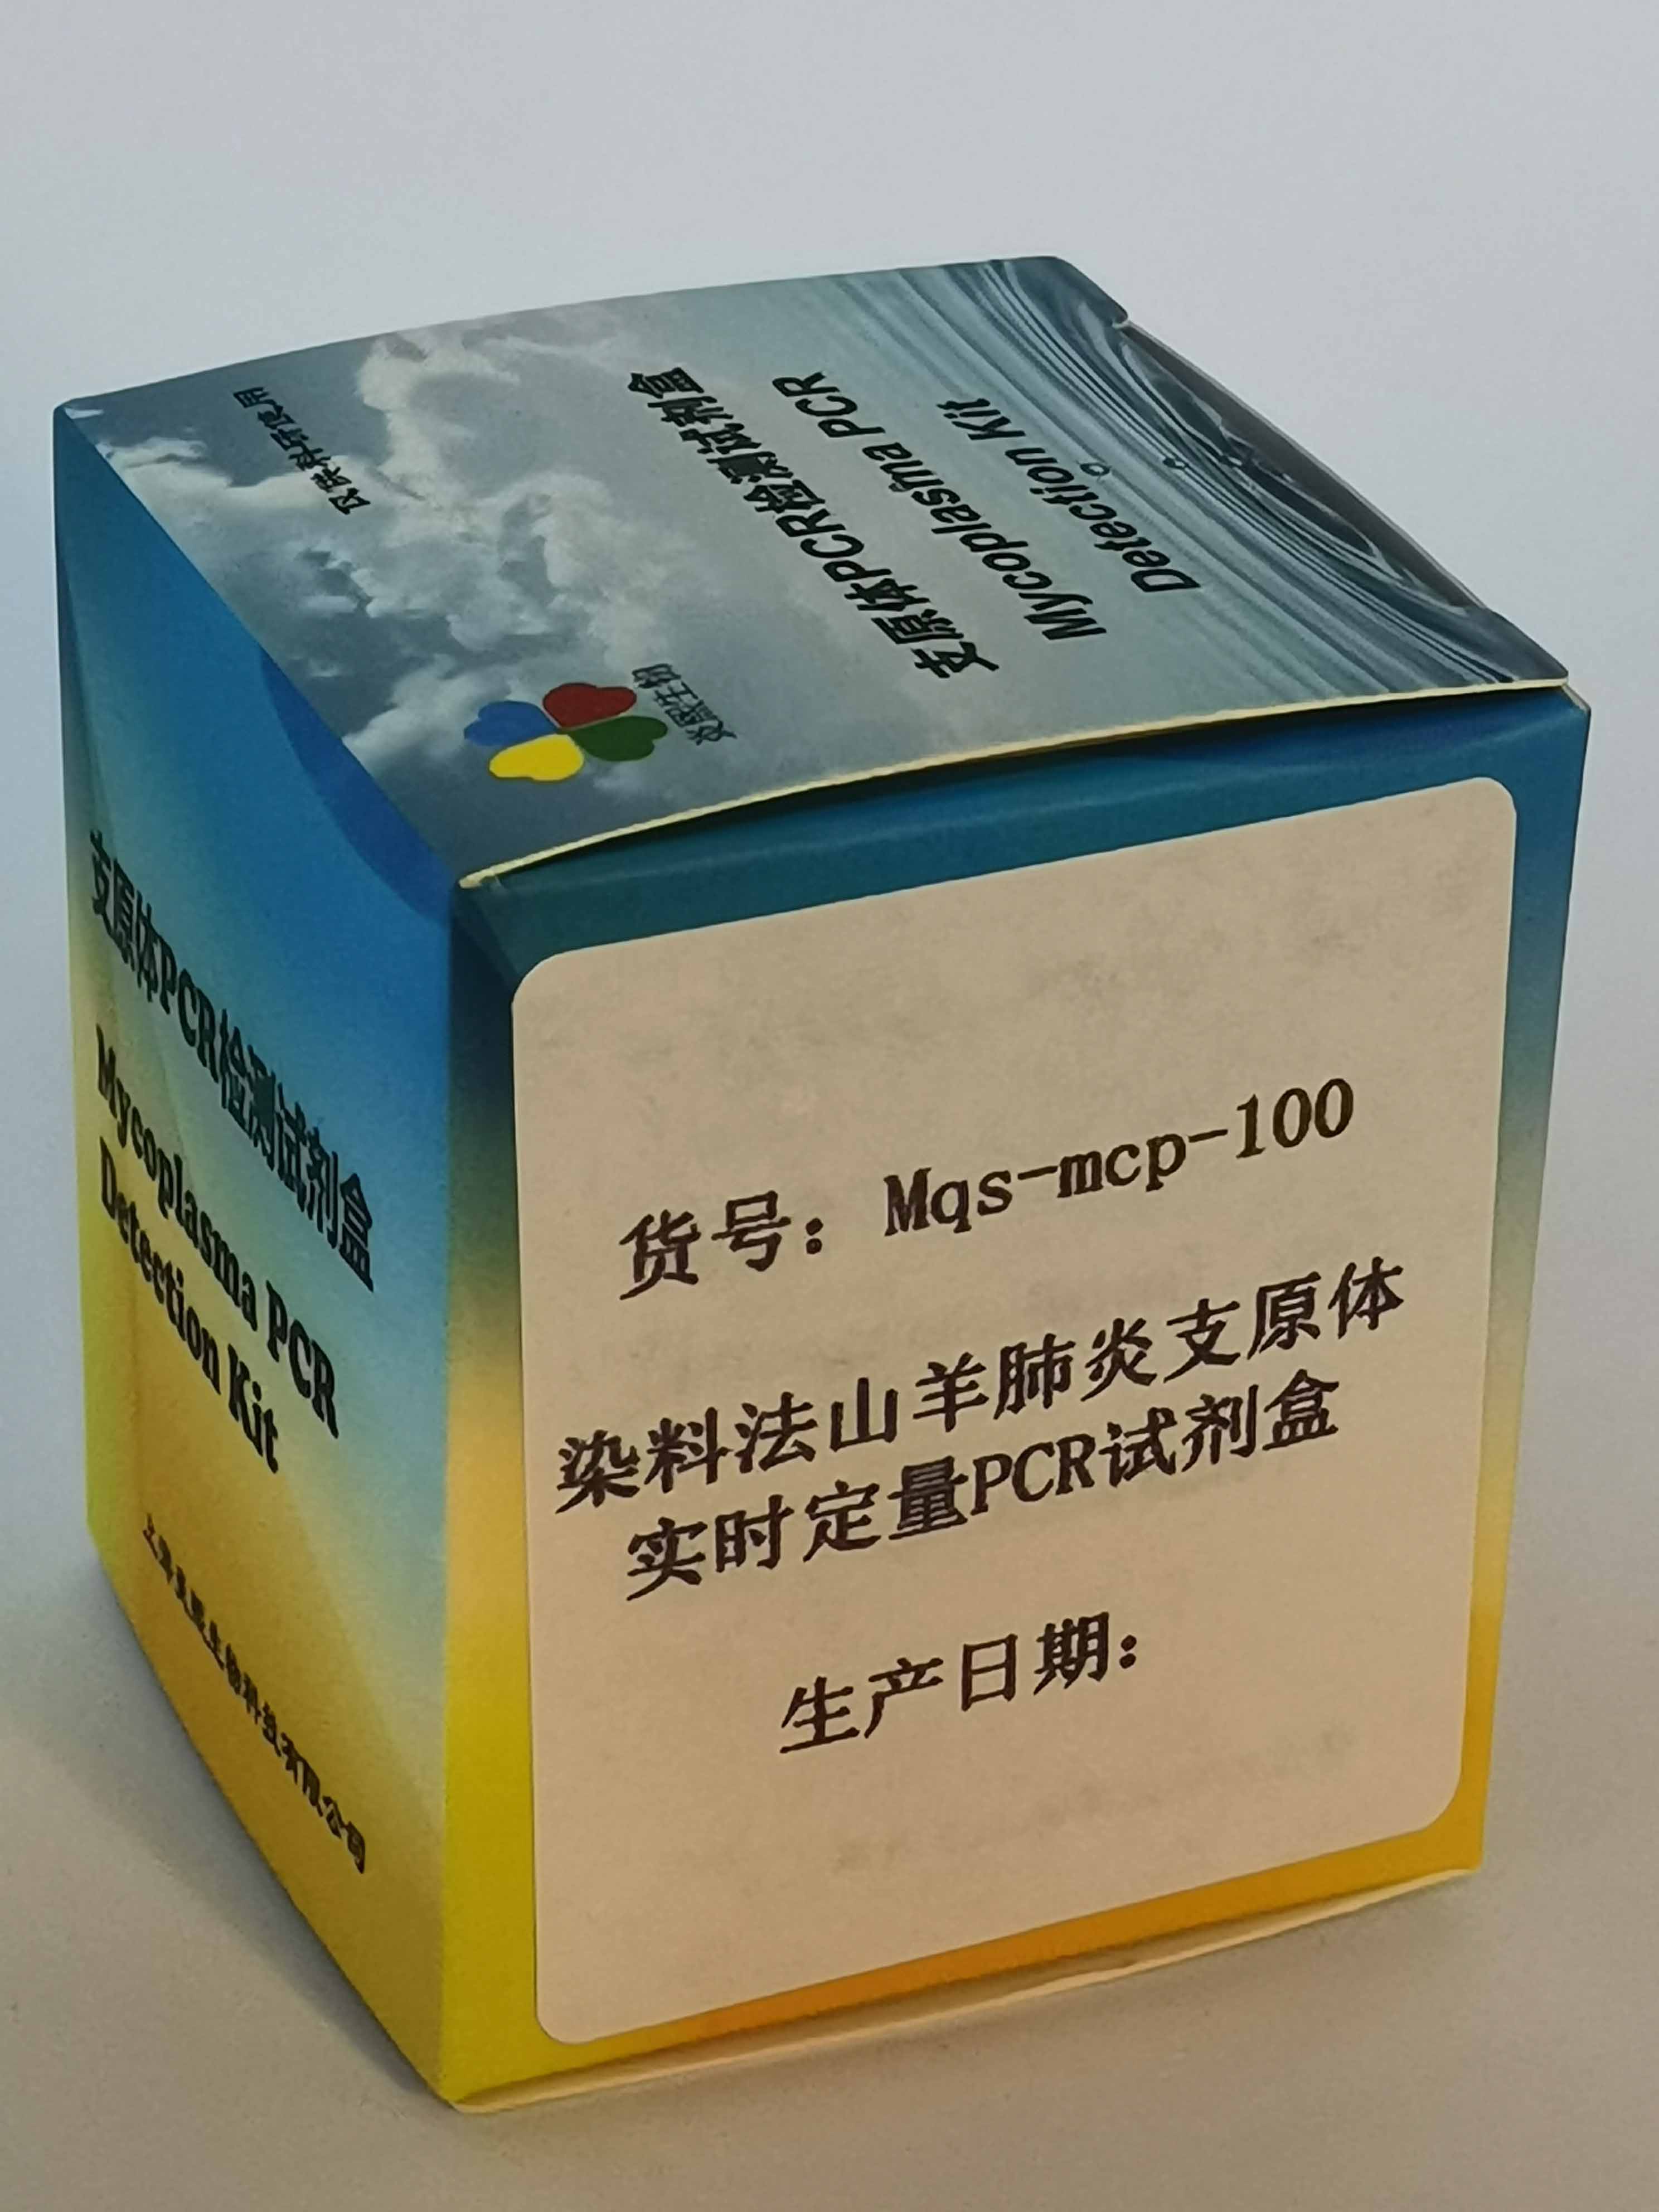 仅展科研使用
支原体PCR检测试剂盒
Mycoplasma PCR
Detection Kit
支原体PCR检测试剂盒
Mycoplasma PCR
Detection Kit
货号：Mqs-mcp-100
染料法山羊肺炎支原体
实时定量PCR试剂盒
生产日期：